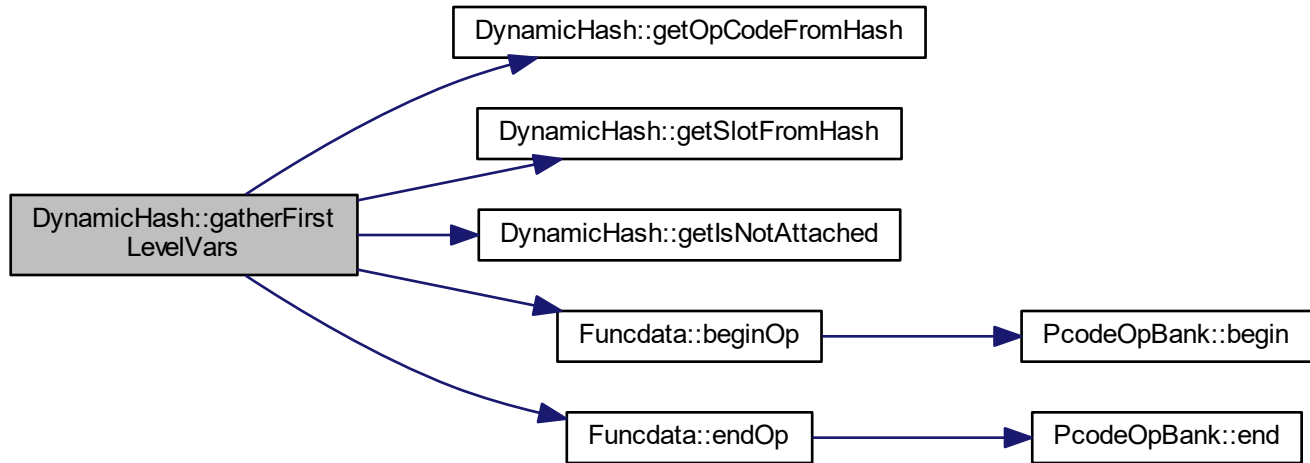 DynamicHash::getOpCodeFromHash
DynamicHash::getSlotFromHash
DynamicHash::gatherFirst
LevelVars
DynamicHash::getIsNotAttached
Funcdata::beginOp
PcodeOpBank::begin
Funcdata::endOp
PcodeOpBank::end